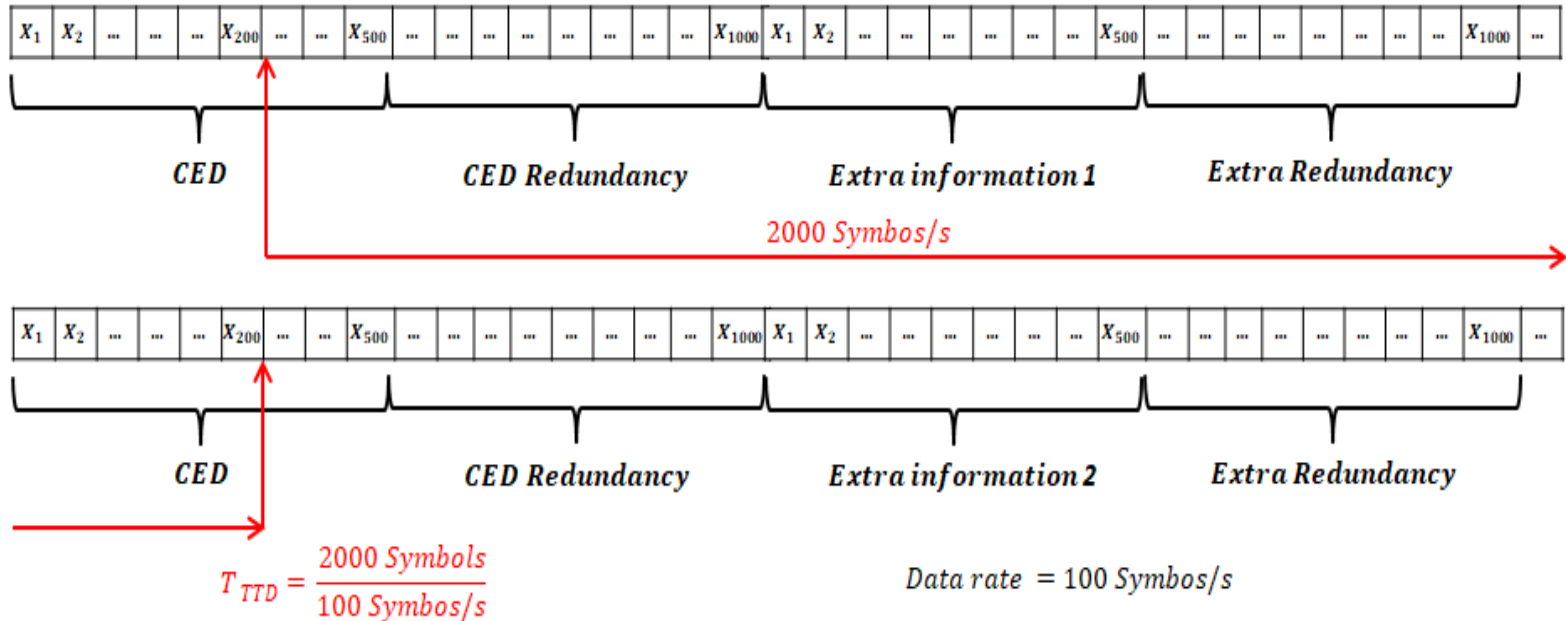 X₁ X₂ ... ... ... X₂₀₀ ... ... X₅₀₀ ... ... ... ... ... ... ... ... X₁₀₀₀ X₁ X₂ ... ... ... ... ... ... X₅₀₀ ... ... ... ... ... ... ... ... X₁₀₀₀ ...
CED CED Redundancy Extra information 1 Extra Redundancy
2000 Symbos/s
X₁ X₂ ... ... ... X₂₀₀ ... ... X₅₀₀ ... ... ... ... ... ... ... ... X₁₀₀₀ X₁ X₂ ... ... ... ... ... ... X₅₀₀ ... ... ... ... ... ... ... ... X₁₀₀₀ ...
CED CED Redundancy Extra information 2 Extra Redundancy
T_TTD = 2000 Symbols / 100 Symbos/s
Data rate = 100 Symbos/s